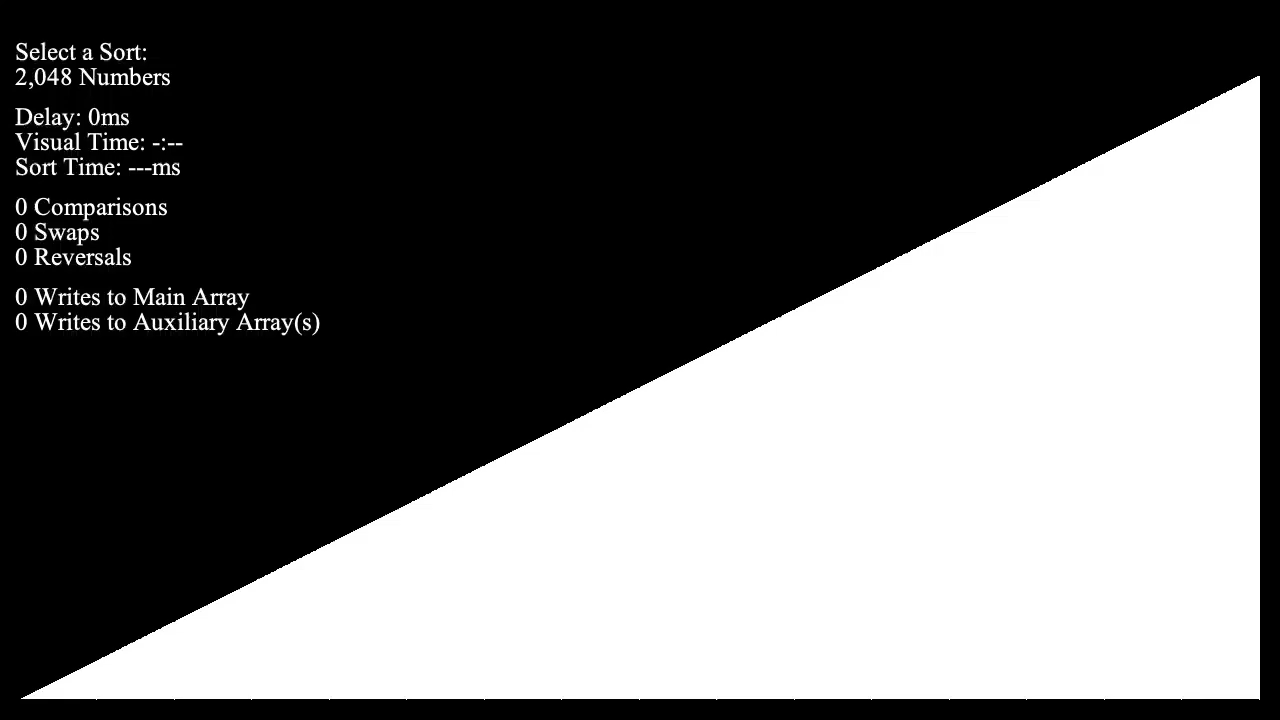 Select a Sort:
2,048 Numbers
Delay: 0ms
Visual Time: -:--
Sort Time: ---ms
0 Comparisons
0 Swaps
0 Reversals
0 Writes to Main Array
0 Writes to Auxiliary Array(s)